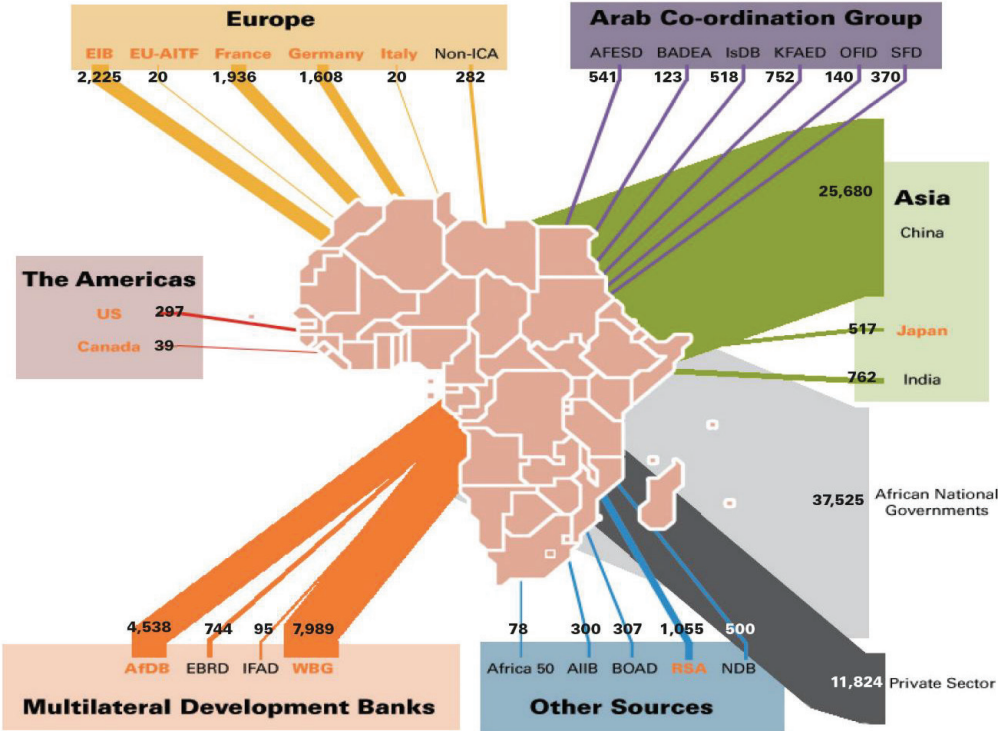 Europe
EIB EU-AITF France Germany Italy Non-ICA
2,225 20 1,936 1,608 20 282
Arab Co-ordination Group
AFESD BADEA IsDB KFAED OFID SFD
541 123 518 752 140 370
25,680
Asia
China
517 Japan
762 India
The Americas
US 297
Canada 39
37,525 African National
Governments
11,824 Private Sector
4,538 744 95 7,989
AfDB EBRD IFAD WBG
Multilateral Development Banks
78 300 307 1,055 500
Africa 50 AIIB BOAD RSA NDB
Other Sources